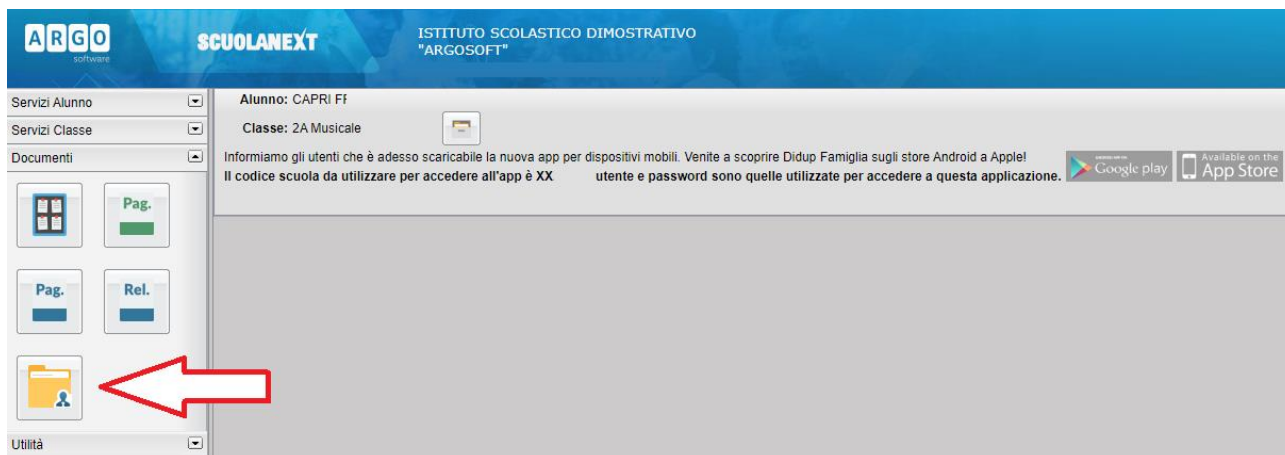 ARGO
software
SCUOLANEXT
ISTITUTO SCOLASTICO DIMOSTRATIVO
"ARGOSOFT"
Servizi Alunno
Servizi Classe
Documenti
Pag.
Pag.
Rel.
Utilità
Alunno: CAPRI FF
Classe: 2A Musicale
Informiamo gli utenti che è adesso scaricabile la nuova app per dispositivi mobili. Venite a scoprire Didup Famiglia sugli store Android a Apple!
Il codice scuola da utilizzare per accedere all'app è XX utente e password sono quelle utilizzate per accedere a questa applicazione.
Google play
Available on the
App Store